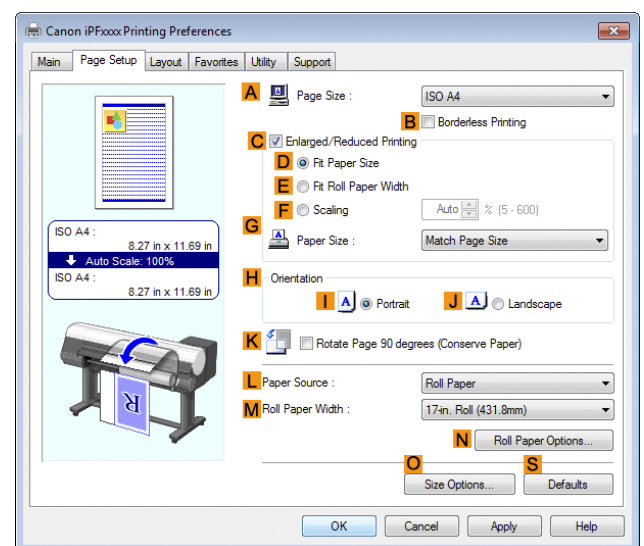 Canon iPFxxxx Printing Preferences
Main Page Setup Layout Favorites Utility Support
A Page Size : ISO A4
B Borderless Printing
C Enlarged/Reduced Printing
D Fit Paper Size
E Fit Roll Paper Width
F Scaling Auto % (5 - 600)
G Paper Size : Match Page Size
ISO A4 :
8.27 in x 11.69 in
Auto Scale: 100%
ISO A4 :
8.27 in x 11.69 in
H Orientation
I A Portrait J A Landscape
K Rotate Page 90 degrees (Conserve Paper)
L Paper Source : Roll Paper
M Roll Paper Width : 17-in. Roll (431.8mm)
R
N Roll Paper Options...
O S
Size Options... Defaults
OK Cancel Apply Help